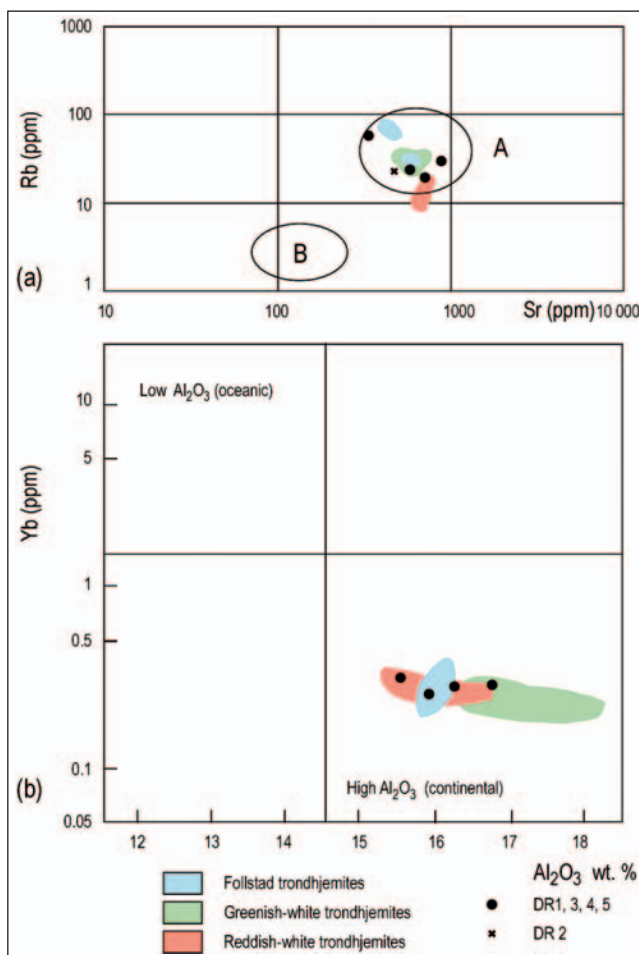 1000
100
10
1
Rb (ppm)
A
B
(a)
10
100
1000
Sr (ppm)
10 000
Low Al₂O₃ (oceanic)
10
5
1
0.5
0.1
0.05
Yb (ppm)
High Al₂O₃ (continental)
(b)
12
13
14
15
16
17
18
Al₂O₃ wt. %
Follstad trondhjemites
DR1, 3, 4, 5
Greenish-white trondhjemites
DR 2
Reddish-white trondhjemites